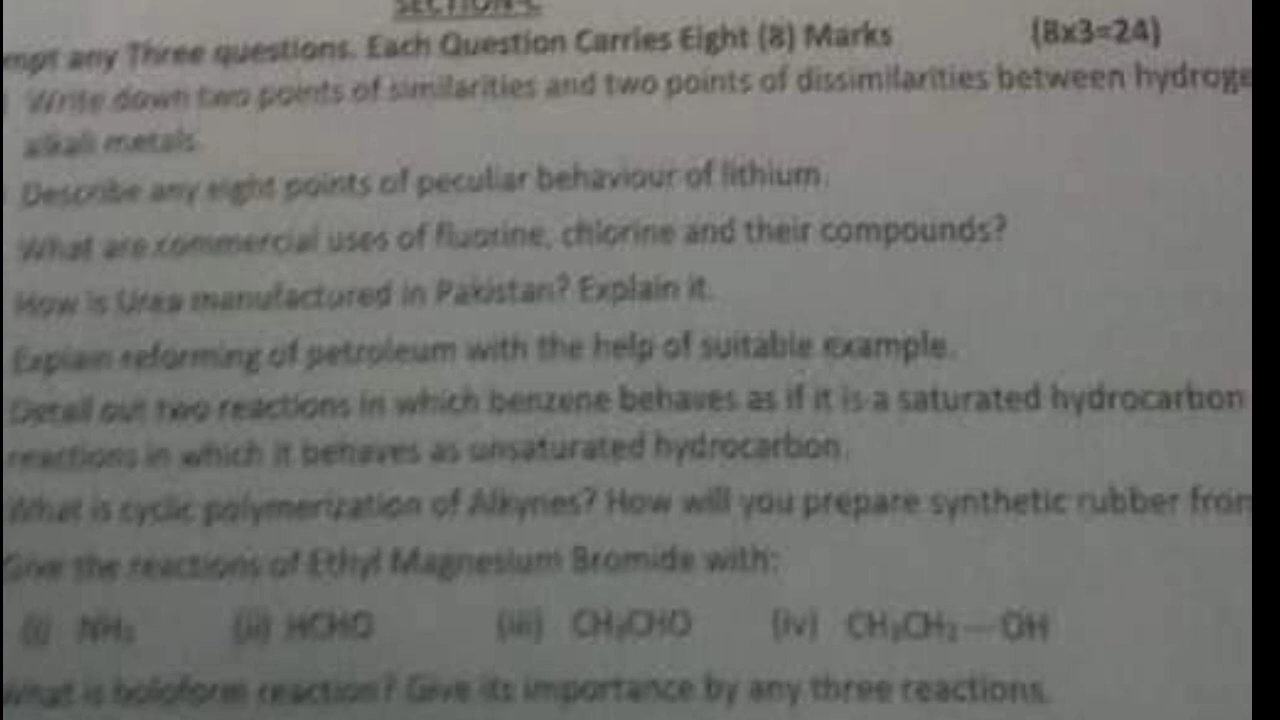 SECTION-C
any Three questions. Each Question Carries Eight (8) Marks (8x3=24)
Write down two points of similarities and two points of dissimilarities between
alkali metals.
Describe any eight points of peculiar behaviour of lithium.
What are commercial uses of fluorine, chlorine and their compounds?
How is Urea manufactured in Pakistan? Explain it.
Explain reforming of petroleum with the help of suitable example.
Detail out two reactions in which benzene behaves as if it is a saturated hydrocarbon
reactions in which it behaves as unsaturated hydrocarbon.
What is cyclic polymerization of Alkynes? How will you prepare synthetic rubber from
Give the reactions of Ethyl Magnesium Bromide with:
(i) NH₃ (ii) HCHO (iii) CH₃CHO (iv) CH₃CH₂—OH
What is haloform reaction? Give its importance by any three reactions.